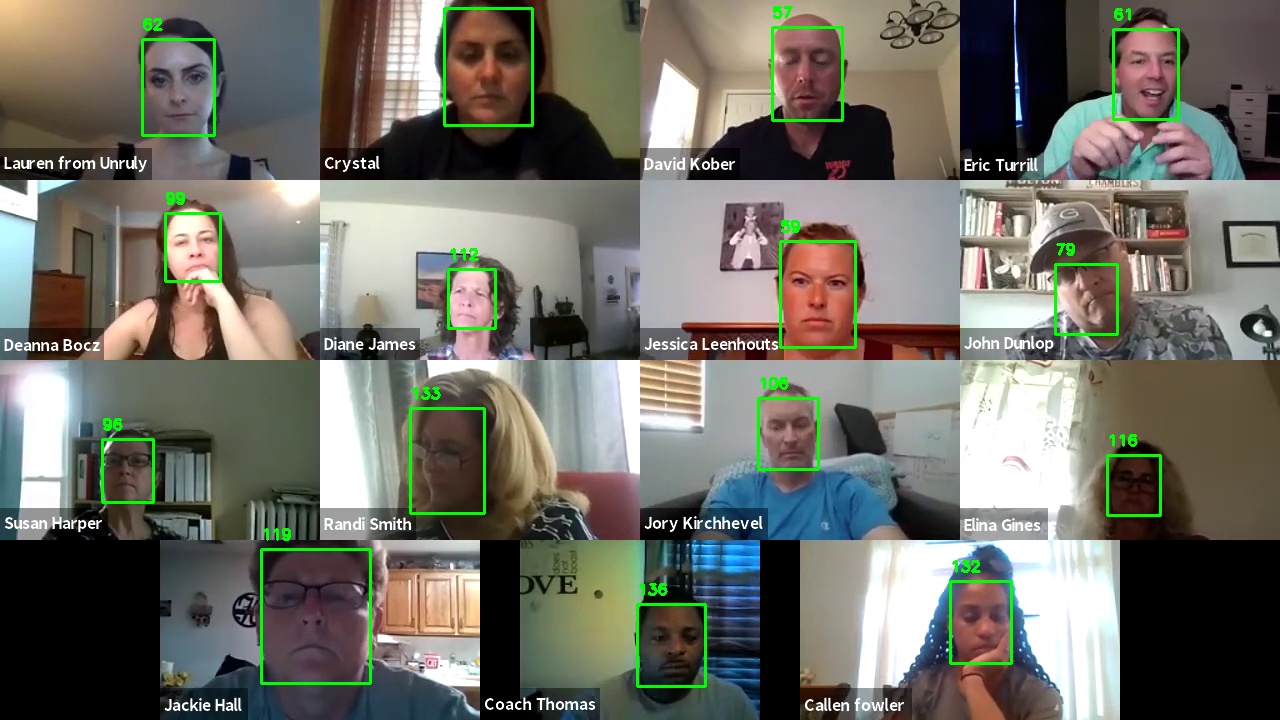 62
57
61
Lauren from Unruly
Crystal
David Kober
Eric Turrill
99
112
59
79
Deanna Bocz
Diane James
Jessica Leenhouts
John Dunlop
96
133
106
116
Susan Harper
Randi Smith
Jory Kirchhevel
Elina Gines
119
136
132
OVE
Jackie Hall
Coach Thomas
Callen fowler